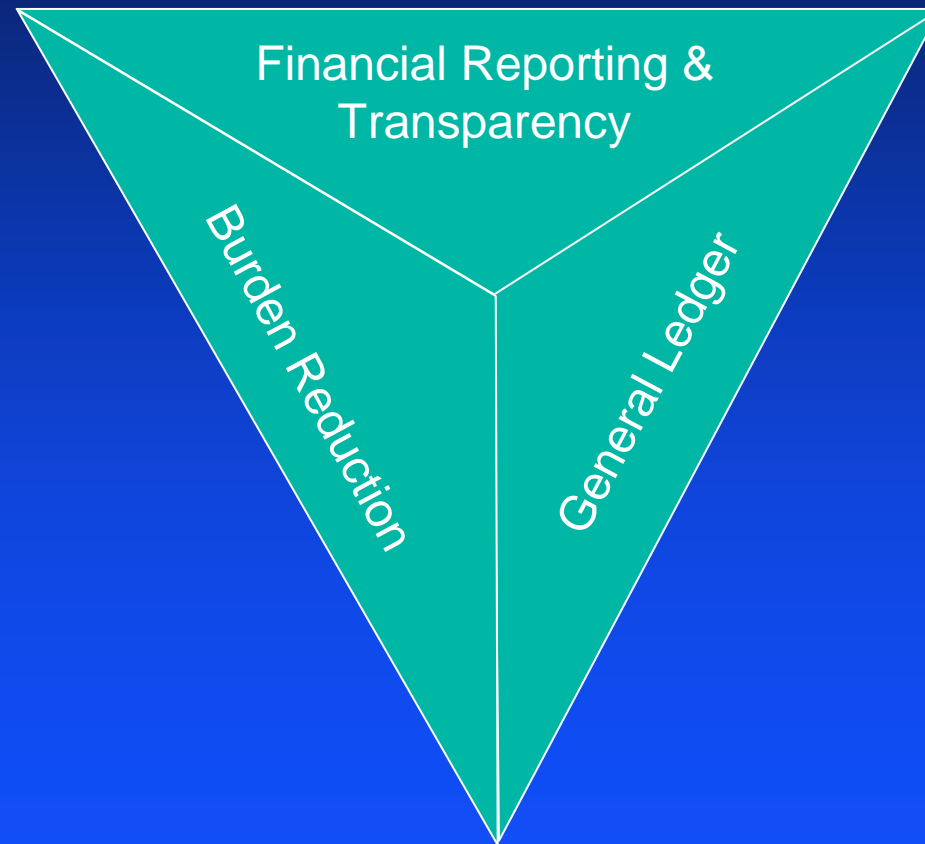 Financial Reporting &
Transparency
Burden Reduction
General Ledger